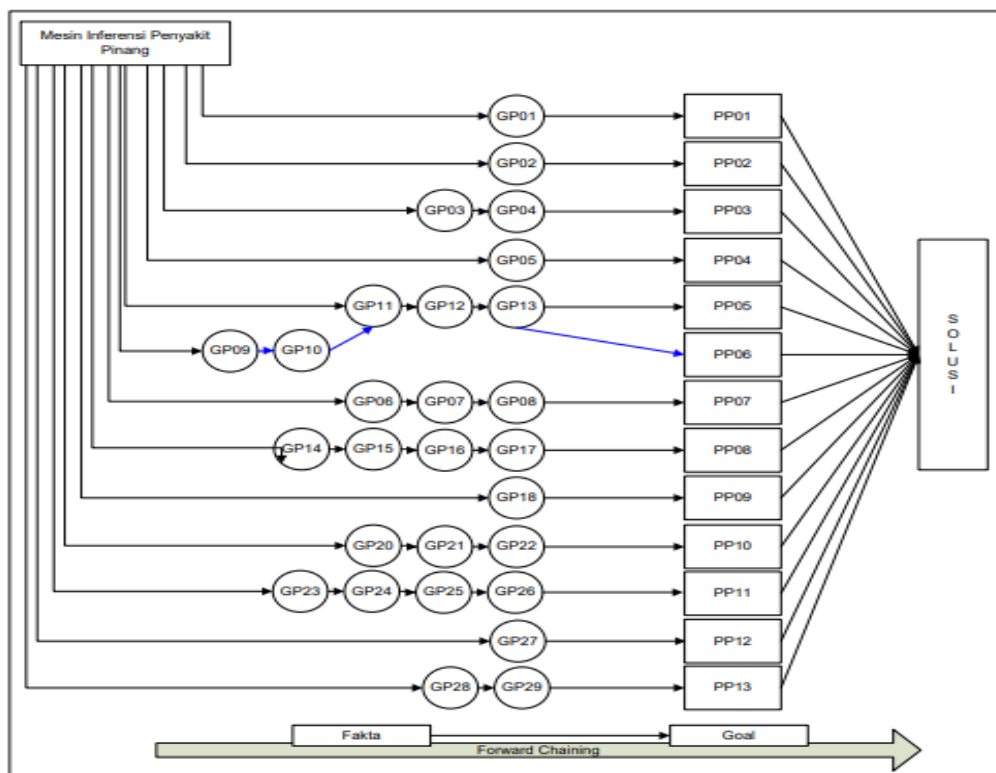 Mesin Inferensi Penyakit
Pinang
GP01 PP01
GP02 PP02
GP03 GP04 PP03
GP05 PP04
GP11 GP12 GP13 PP05
GP09 GP10 PP06
GP06 GP07 GP08 PP07
GP14 GP15 GP16 GP17 PP08
GP18 PP09
GP20 GP21 GP22 PP10
GP23 GP24 GP25 GP26 PP11
GP27 PP12
GP28 GP29 PP13
S
O
L
U
S
I
Fakta Goal
Forward Chaining